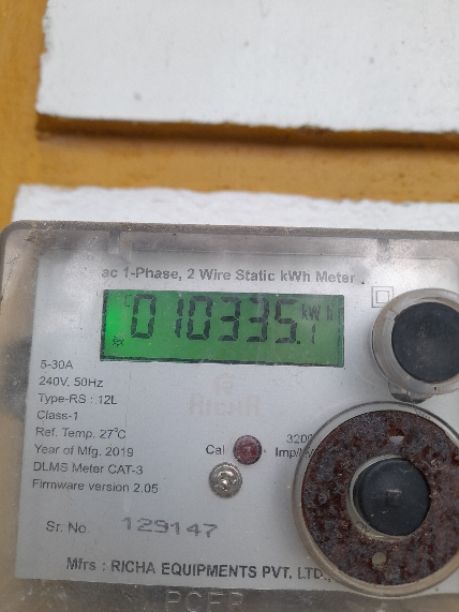 ac 1-Phase, 2 Wire Static kWh Meter
010335.1 kWh
5-30A
240V. 50Hz
Type-RS : 12L
Class-1
Ref. Temp. 27°C
Year of Mfg. 2019
DLMS Meter CAT-3
Firmware version 2.05
Cal
Sr. No. 129147
Mfrs : RICHA EQUIPMENTS PVT. LTD.